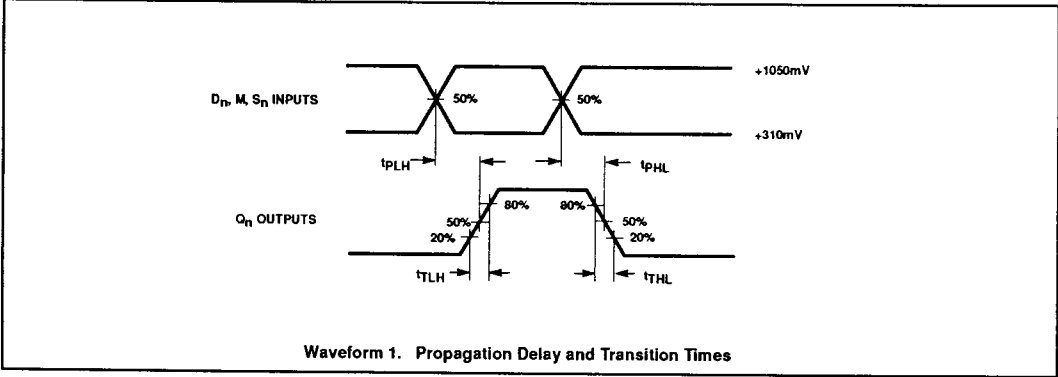 +1050mV
Dn, M, Sn INPUTS
50%
50%
+310mV
tPLH
tPHL
80%
80%
Qn OUTPUTS
50%
50%
20%
20%
tTLH
tTHL
Waveform 1. Propagation Delay and Transition Times